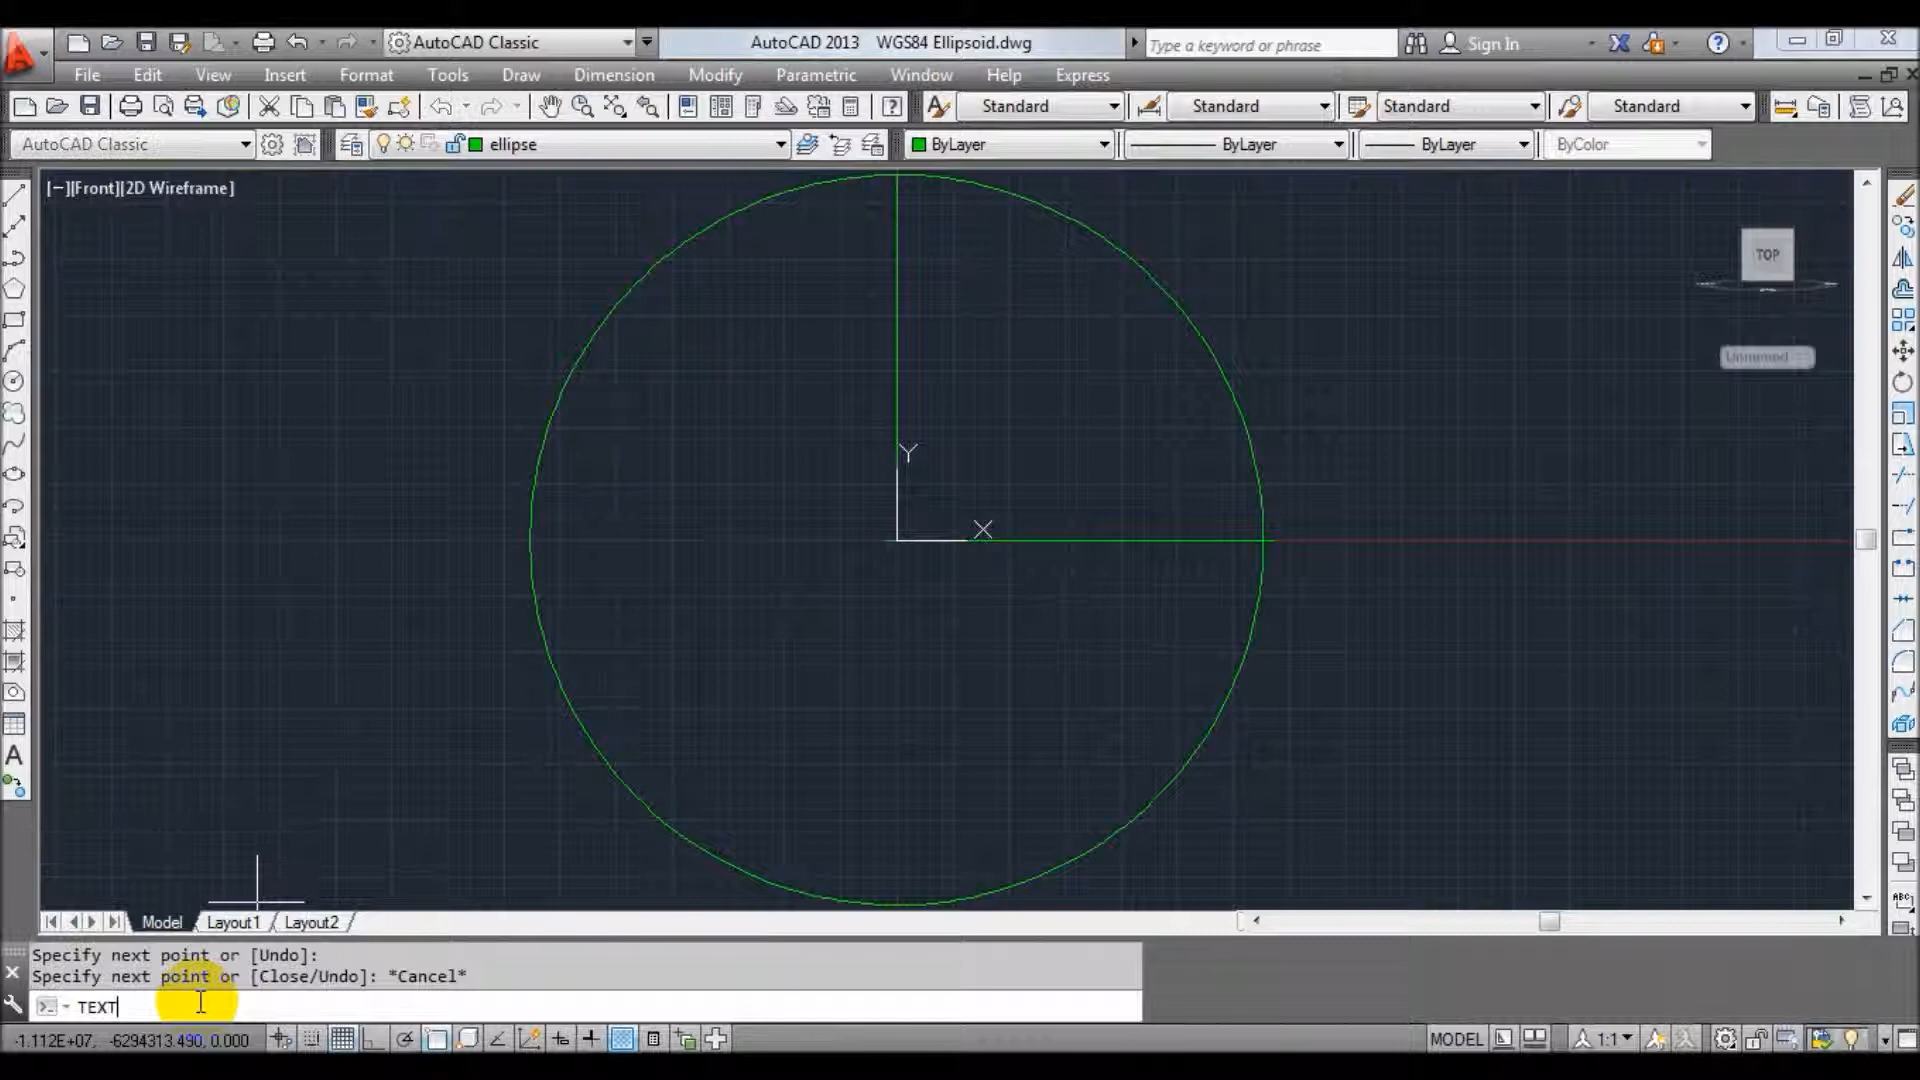 AutoCAD Classic
AutoCAD 2013 WGS84 Ellipsoid.dwg
Type a keyword or phrase
Sign In
File Edit View Insert Format Tools Draw Dimension Modify Parametric Window Help Express
Standard Standard Standard Standard
AutoCAD Classic ellipse ByLayer ByLayer ByLayer ByColor
[−][Front][2D Wireframe]
TOP
Unnamed
Y
X
A
ABC
Model Layout1 Layout2
Specify next point or [Undo]:
Specify next point or [Close/Undo]: *Cancel*
TEXT
-1.112E+07, -6294313.490, 0.000 MODEL 1:1